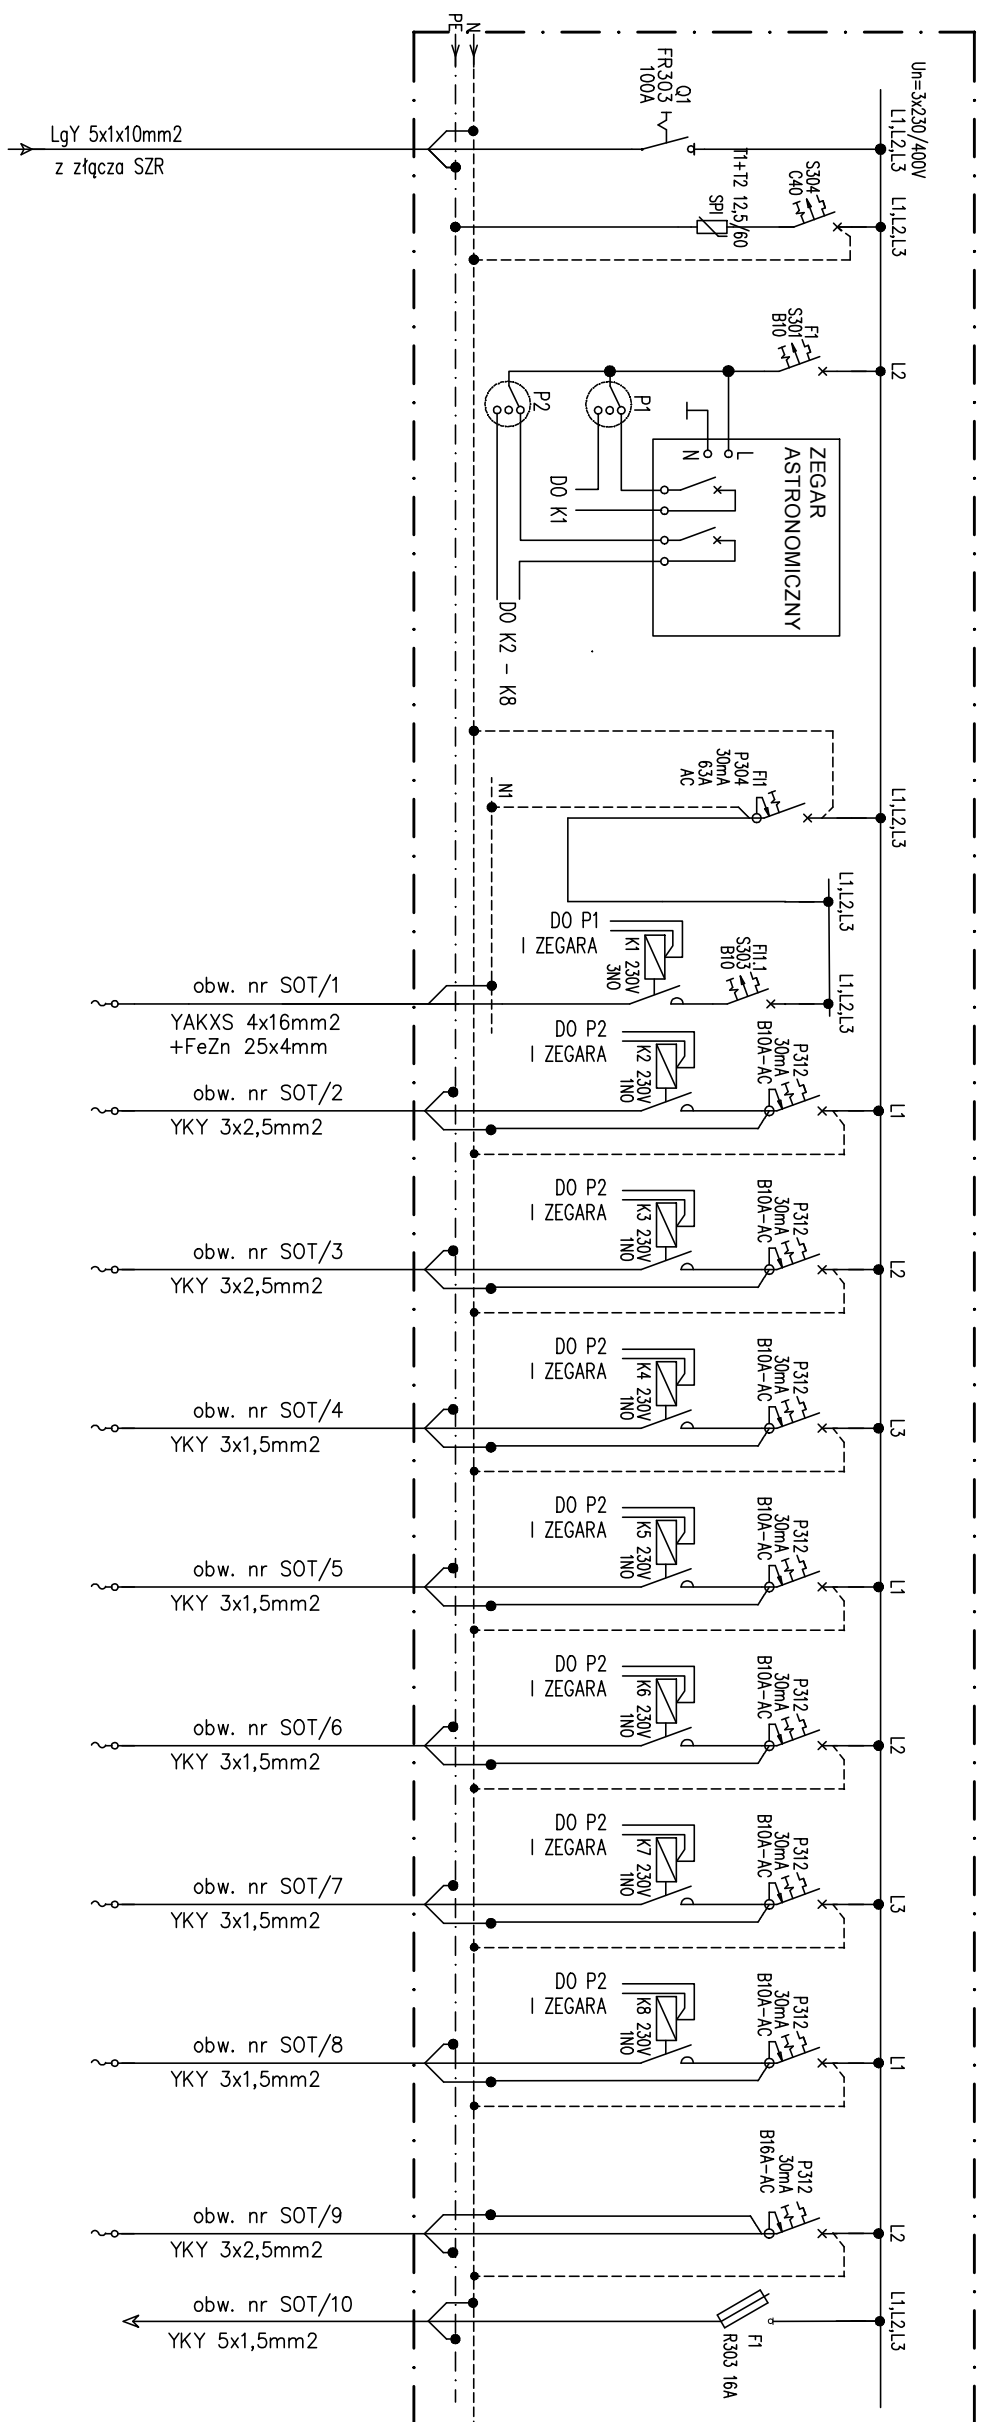 PE
N
Un=3x230/400V
L1,L2,L3
Q1
FR303
100A
LgY 5x1x10mm2
z złącza SZR
L1,L2,L3
S304
C40
T1+T2 12,5/60
SPI
L2
F1
S301
B10
P1
P2
ZEGAR
ASTRONOMICZNY
L
N
DO K1
DO K2 - K8
L1,L2,L3
FI1
P304
30mA
63A
AC
N1
L1,L2,L3
L1,L2,L3
FI1.1
S303
B10
DO P1
I ZEGARA
K1 230V
3NO
obw. nr SOT/1
YAKXS 4x16mm2
+FeZn 25x4mm
L1
P312
30mA
B10A-AC
DO P2
I ZEGARA
K2 230V
1NO
obw. nr SOT/2
YKY 3x2,5mm2
L2
P312
30mA
B10A-AC
DO P2
I ZEGARA
K3 230V
1NO
obw. nr SOT/3
YKY 3x2,5mm2
L3
P312
30mA
B10A-AC
DO P2
I ZEGARA
K4 230V
1NO
obw. nr SOT/4
YKY 3x1,5mm2
L1
P312
30mA
B10A-AC
DO P2
I ZEGARA
K5 230V
1NO
obw. nr SOT/5
YKY 3x1,5mm2
L2
P312
30mA
B10A-AC
DO P2
I ZEGARA
K6 230V
1NO
obw. nr SOT/6
YKY 3x1,5mm2
L3
P312
30mA
B10A-AC
DO P2
I ZEGARA
K7 230V
1NO
obw. nr SOT/7
YKY 3x1,5mm2
L1
P312
30mA
B10A-AC
DO P2
I ZEGARA
K8 230V
1NO
obw. nr SOT/8
YKY 3x1,5mm2
L2
P312
30mA
B16A-AC
obw. nr SOT/9
YKY 3x2,5mm2
L1,L2,L3
F1
R303 16A
obw. nr SOT/10
YKY 5x1,5mm2